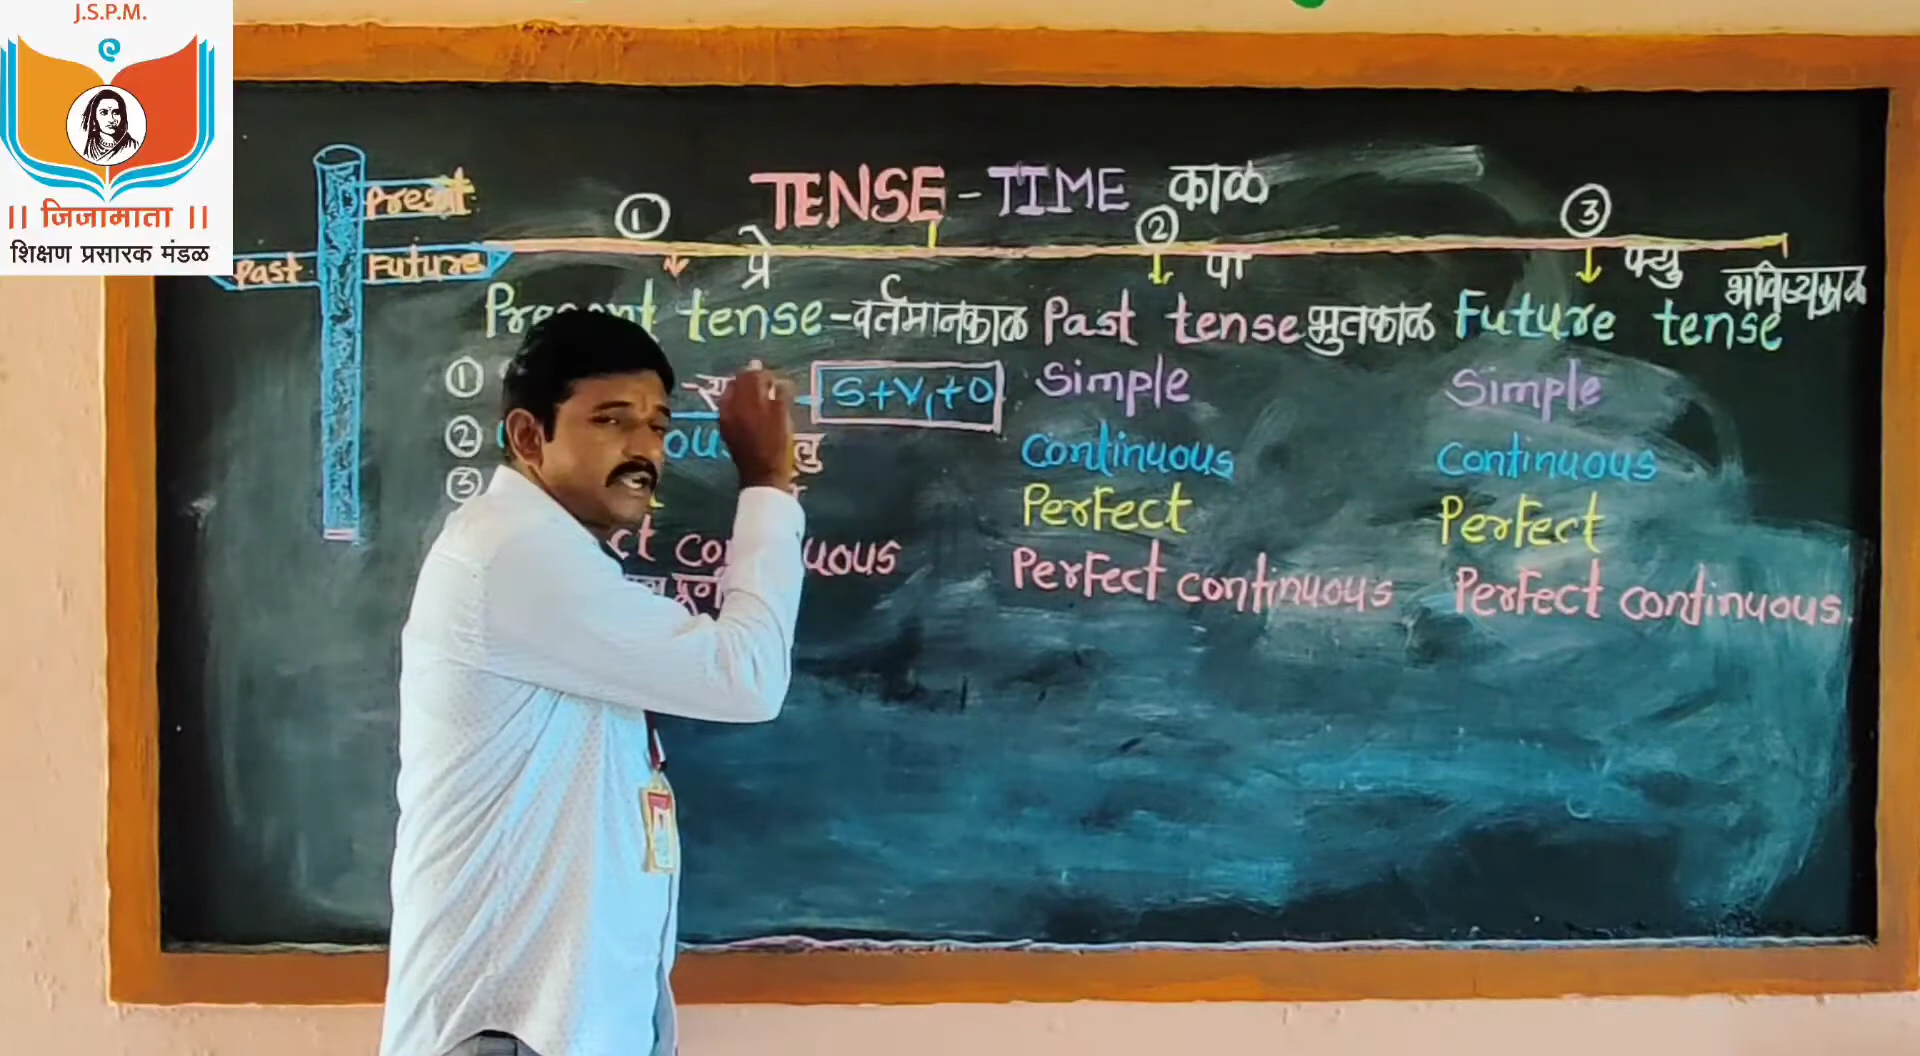 J.S.P.M.
|| जिजामाता ||
शिक्षण प्रसारक मंडळ
Present
Past
Future
TENSE - TIME काळ
① ② ③
प्रे पा फ्यु
Present tense - वर्तमानकाळ Past tense भुतकाळ Future tense भविष्यकाळ
① S+V₁+O Simple Simple
② Continuous Continuous
③ Perfect Perfect
Perfect continuous Perfect continuous